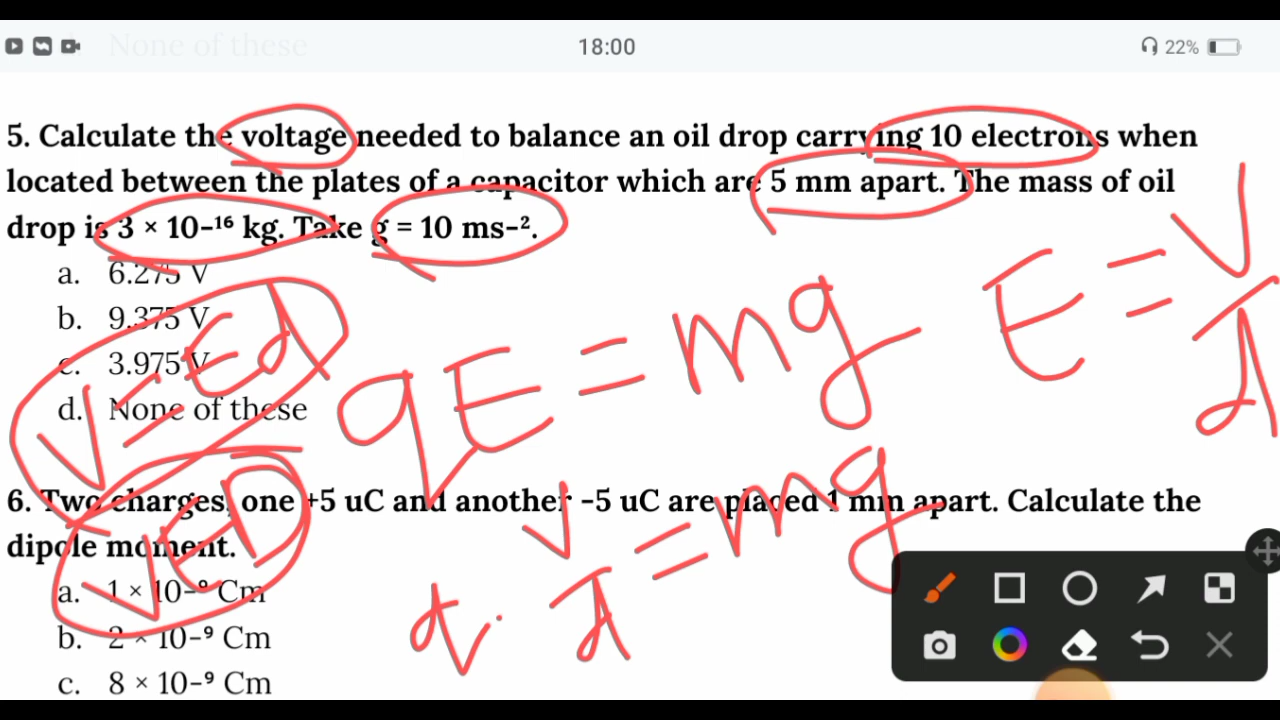 None of these
18:00
22%
5. Calculate the voltage needed to balance an oil drop carrying 10 electrons when
located between the plates of a capacitor which are 5 mm apart. The mass of oil
drop is 3 × 10-¹⁶ kg. Take g = 10 ms-².
a. 6.275 V
b. 9.375 V
c. 3.975 V
d. None of these
V = Ed
qE = mg
E = V/d
6. Two charges, one +5 uC and another -5 uC are placed 1 mm apart. Calculate the
dipole moment.
VED
q. V/d = mg
a. 1 × 10-⁹ Cm
b. 2 × 10-⁹ Cm
c. 8 × 10-⁹ Cm